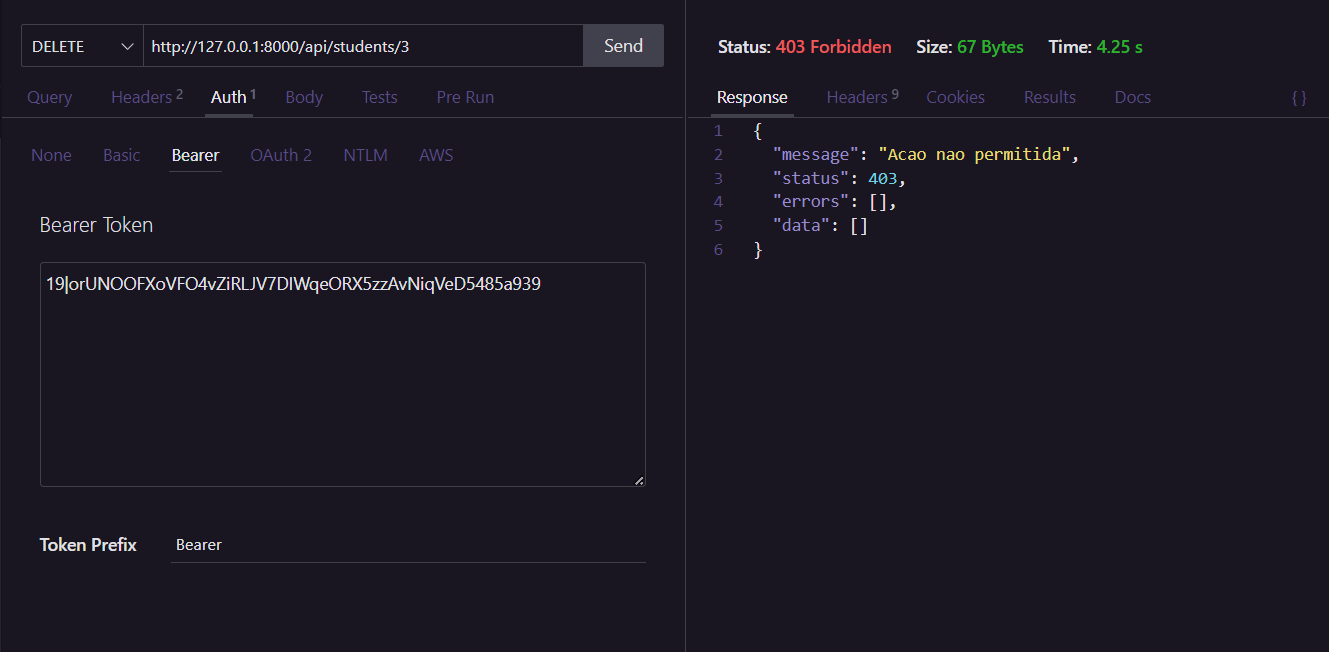 DELETE http://127.0.0.1:8000/api/students/3 Send
Query Headers 2 Auth 1 Body Tests Pre Run
None Basic Bearer OAuth 2 NTLM AWS
Bearer Token
19|orUNOOFXoVFO4vZiRLJV7DIWqeORX5zzAvNiqVeD5485a939
Token Prefix Bearer
Status: 403 Forbidden Size: 67 Bytes Time: 4.25 s
Response Headers 9 Cookies Results Docs {}
1 {
2 "message": "Acao nao permitida",
3 "status": 403,
4 "errors": [],
5 "data": []
6 }